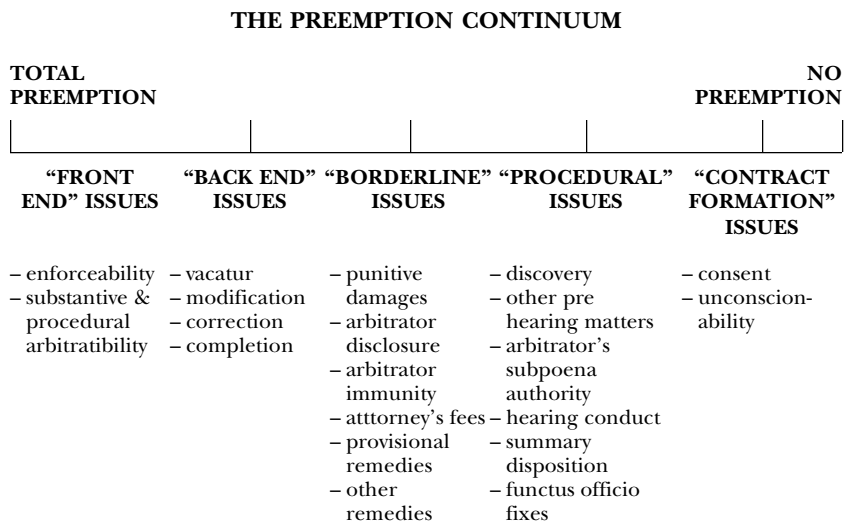 THE PREEMPTION CONTINUUM
TOTAL
PREEMPTION
NO
PREEMPTION
“FRONT
END” ISSUES
“BACK END”
ISSUES
“BORDERLINE”
ISSUES
“PROCEDURAL”
ISSUES
“CONTRACT
FORMATION”
ISSUES
– enforceability
– substantive &
procedural
arbitratibility
– vacatur
– modification
– correction
– completion
– punitive
damages
– arbitrator
disclosure
– arbitrator
immunity
– atttorney’s fees
– provisional
remedies
– other
remedies
– discovery
– other pre
hearing matters
– arbitrator’s
subpoena
authority
– hearing conduct
– summary
disposition
– functus officio
fixes
– consent
– unconscion-
ability